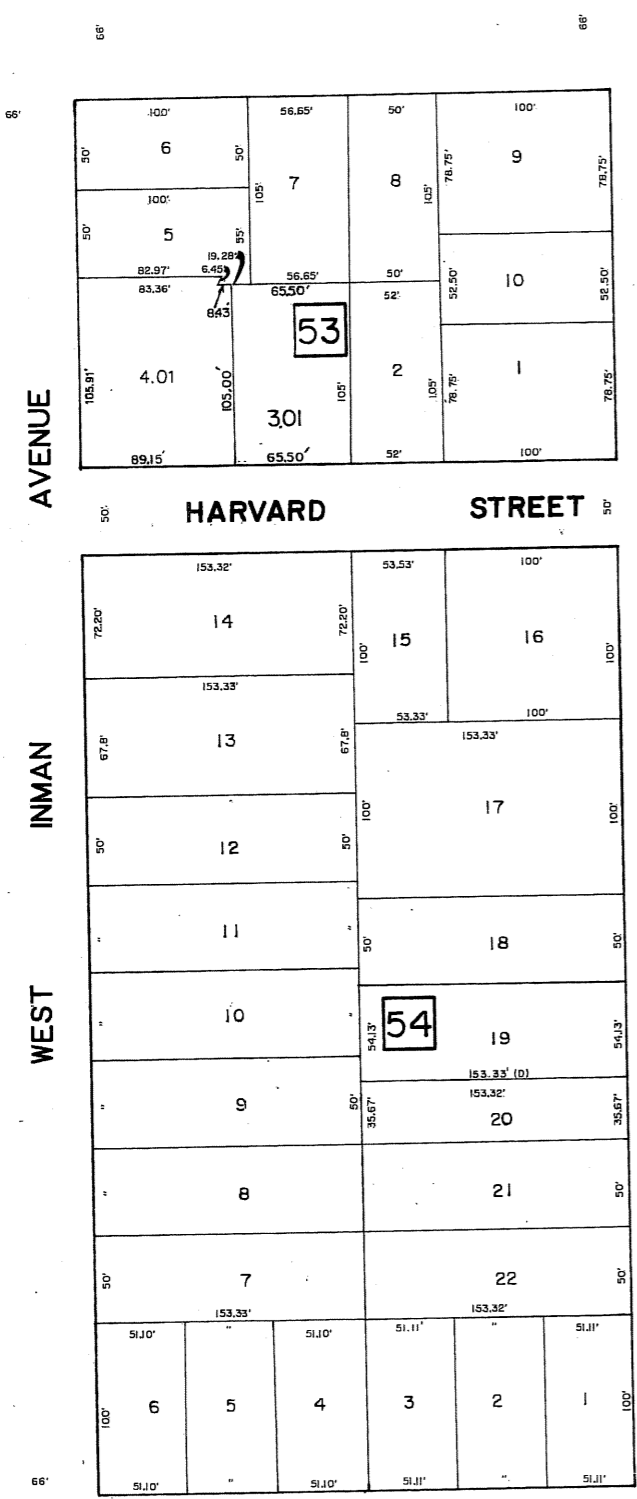 66' 66'
66'
100' 56.65' 50' 100'
50' 6 50' 7 105' 8 105' 78.75' 9 78.75'
100'
50' 5 55'
19.28'
82.97' 6.45' 56.65' 50'
83.36' 65.50' 52'
8.43'
52.50' 10 52.50'
53
105.91' 4.01 105.00' 3.01 105' 2 105' 78.75' 1 78.75'
89.15' 65.50' 52' 100'
50' HARVARD STREET 50'
WEST INMAN AVENUE
153.32' 53.53' 100'
72.20' 14 72.20' 100' 15 16 100'
153.33' 53.33' 100'
67.8' 13 67.8' 153.33'
50' 12 50' 100' 17 100'
" 11 " 50' 18 50'
" 10 " 54.13' 54 19 54.13'
153.33' (D)
153.32'
" 9 50' 35.67' 20 35.67'
" 8 21 50'
50' 7 22 50'
153.33' 153.32'
51.10' " 51.10' 51.11' " 51.11'
100' 6 5 4 3 2 1 100'
66' 51.10' " 51.10' 51.11' " 51.11'